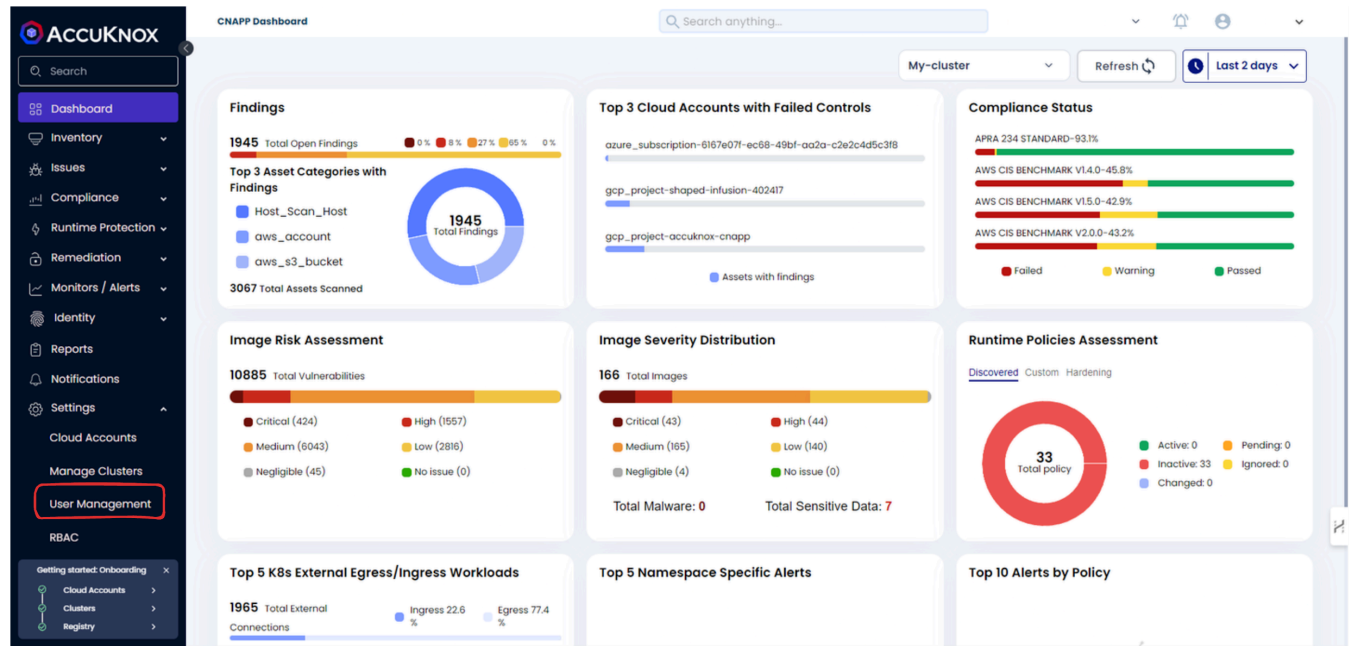 ACCUKNOX
Search
Dashboard
Inventory
Issues
Compliance
Runtime Protection
Remediation
Monitors / Alerts
Identity
Reports
Notifications
Settings
Cloud Accounts
Manage Clusters
User Management
RBAC
Getting started: Onboarding
Cloud Accounts
Clusters
Registry
CNAPP Dashboard
Search anything...
My-cluster
Refresh
Last 2 days
Findings
1945 Total Open Findings
0 % 8 % 27 % 65 % 0 %
Top 3 Asset Categories with
Findings
Host_Scan_Host
aws_account
aws_s3_bucket
1945
Total Findings
3067 Total Assets Scanned
Top 3 Cloud Accounts with Failed Controls
azure_subscription-6167e07f-ec68-49bf-aa2a-c2e2c4d5c3f8
gcp_project-shaped-infusion-402417
gcp_project-accuknox-cnapp
Assets with findings
Compliance Status
APRA 234 STANDARD-93.1%
AWS CIS BENCHMARK V1.4.0-45.8%
AWS CIS BENCHMARK V1.5.0-42.9%
AWS CIS BENCHMARK V2.0.0-43.2%
Failed Warning Passed
Image Risk Assessment
10885 Total Vulnerabilities
Critical (424) High (1557)
Medium (6043) Low (2816)
Negligible (45) No issue (0)
Image Severity Distribution
166 Total Images
Critical (43) High (44)
Medium (165) Low (140)
Negligible (4) No issue (0)
Total Malware: 0 Total Sensitive Data: 7
Runtime Policies Assessment
Discovered Custom Hardening
33
Total policy
Active: 0 Pending: 0
Inactive: 33 Ignored: 0
Changed: 0
Top 5 K8s External Egress/Ingress Workloads
1965 Total External
Connections
Ingress 22.6
%
Egress 77.4
%
Top 5 Namespace Specific Alerts
Top 10 Alerts by Policy